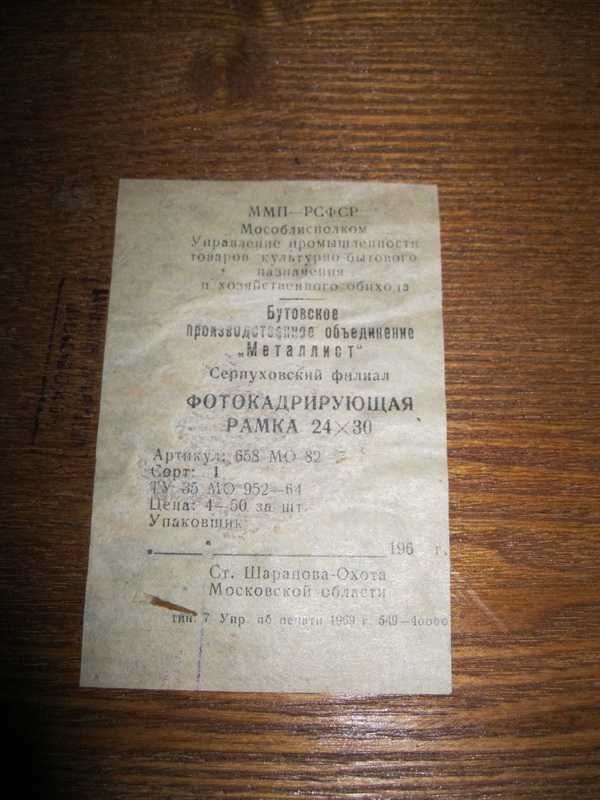 ММП—РСФСР
Мособлисполком
Управление промышленности
товаров культурно-бытового
назначения
и хозяйственного обихода
Бутовское
производственное объединение
„Металлист"
Серпуховский филиал
ФОТОКАДРИРУЮЩАЯ
РАМКА 24×30
Артикул: 658 МО 82
Сорт: 1
ТУ 35 МО 952—64
Цена: 4—50 за шт.
Упаковщик
196 г.
Ст. Шарапова-Охота
Московской области
тип. 7 Упр. по печати 1969 г. 549—40000